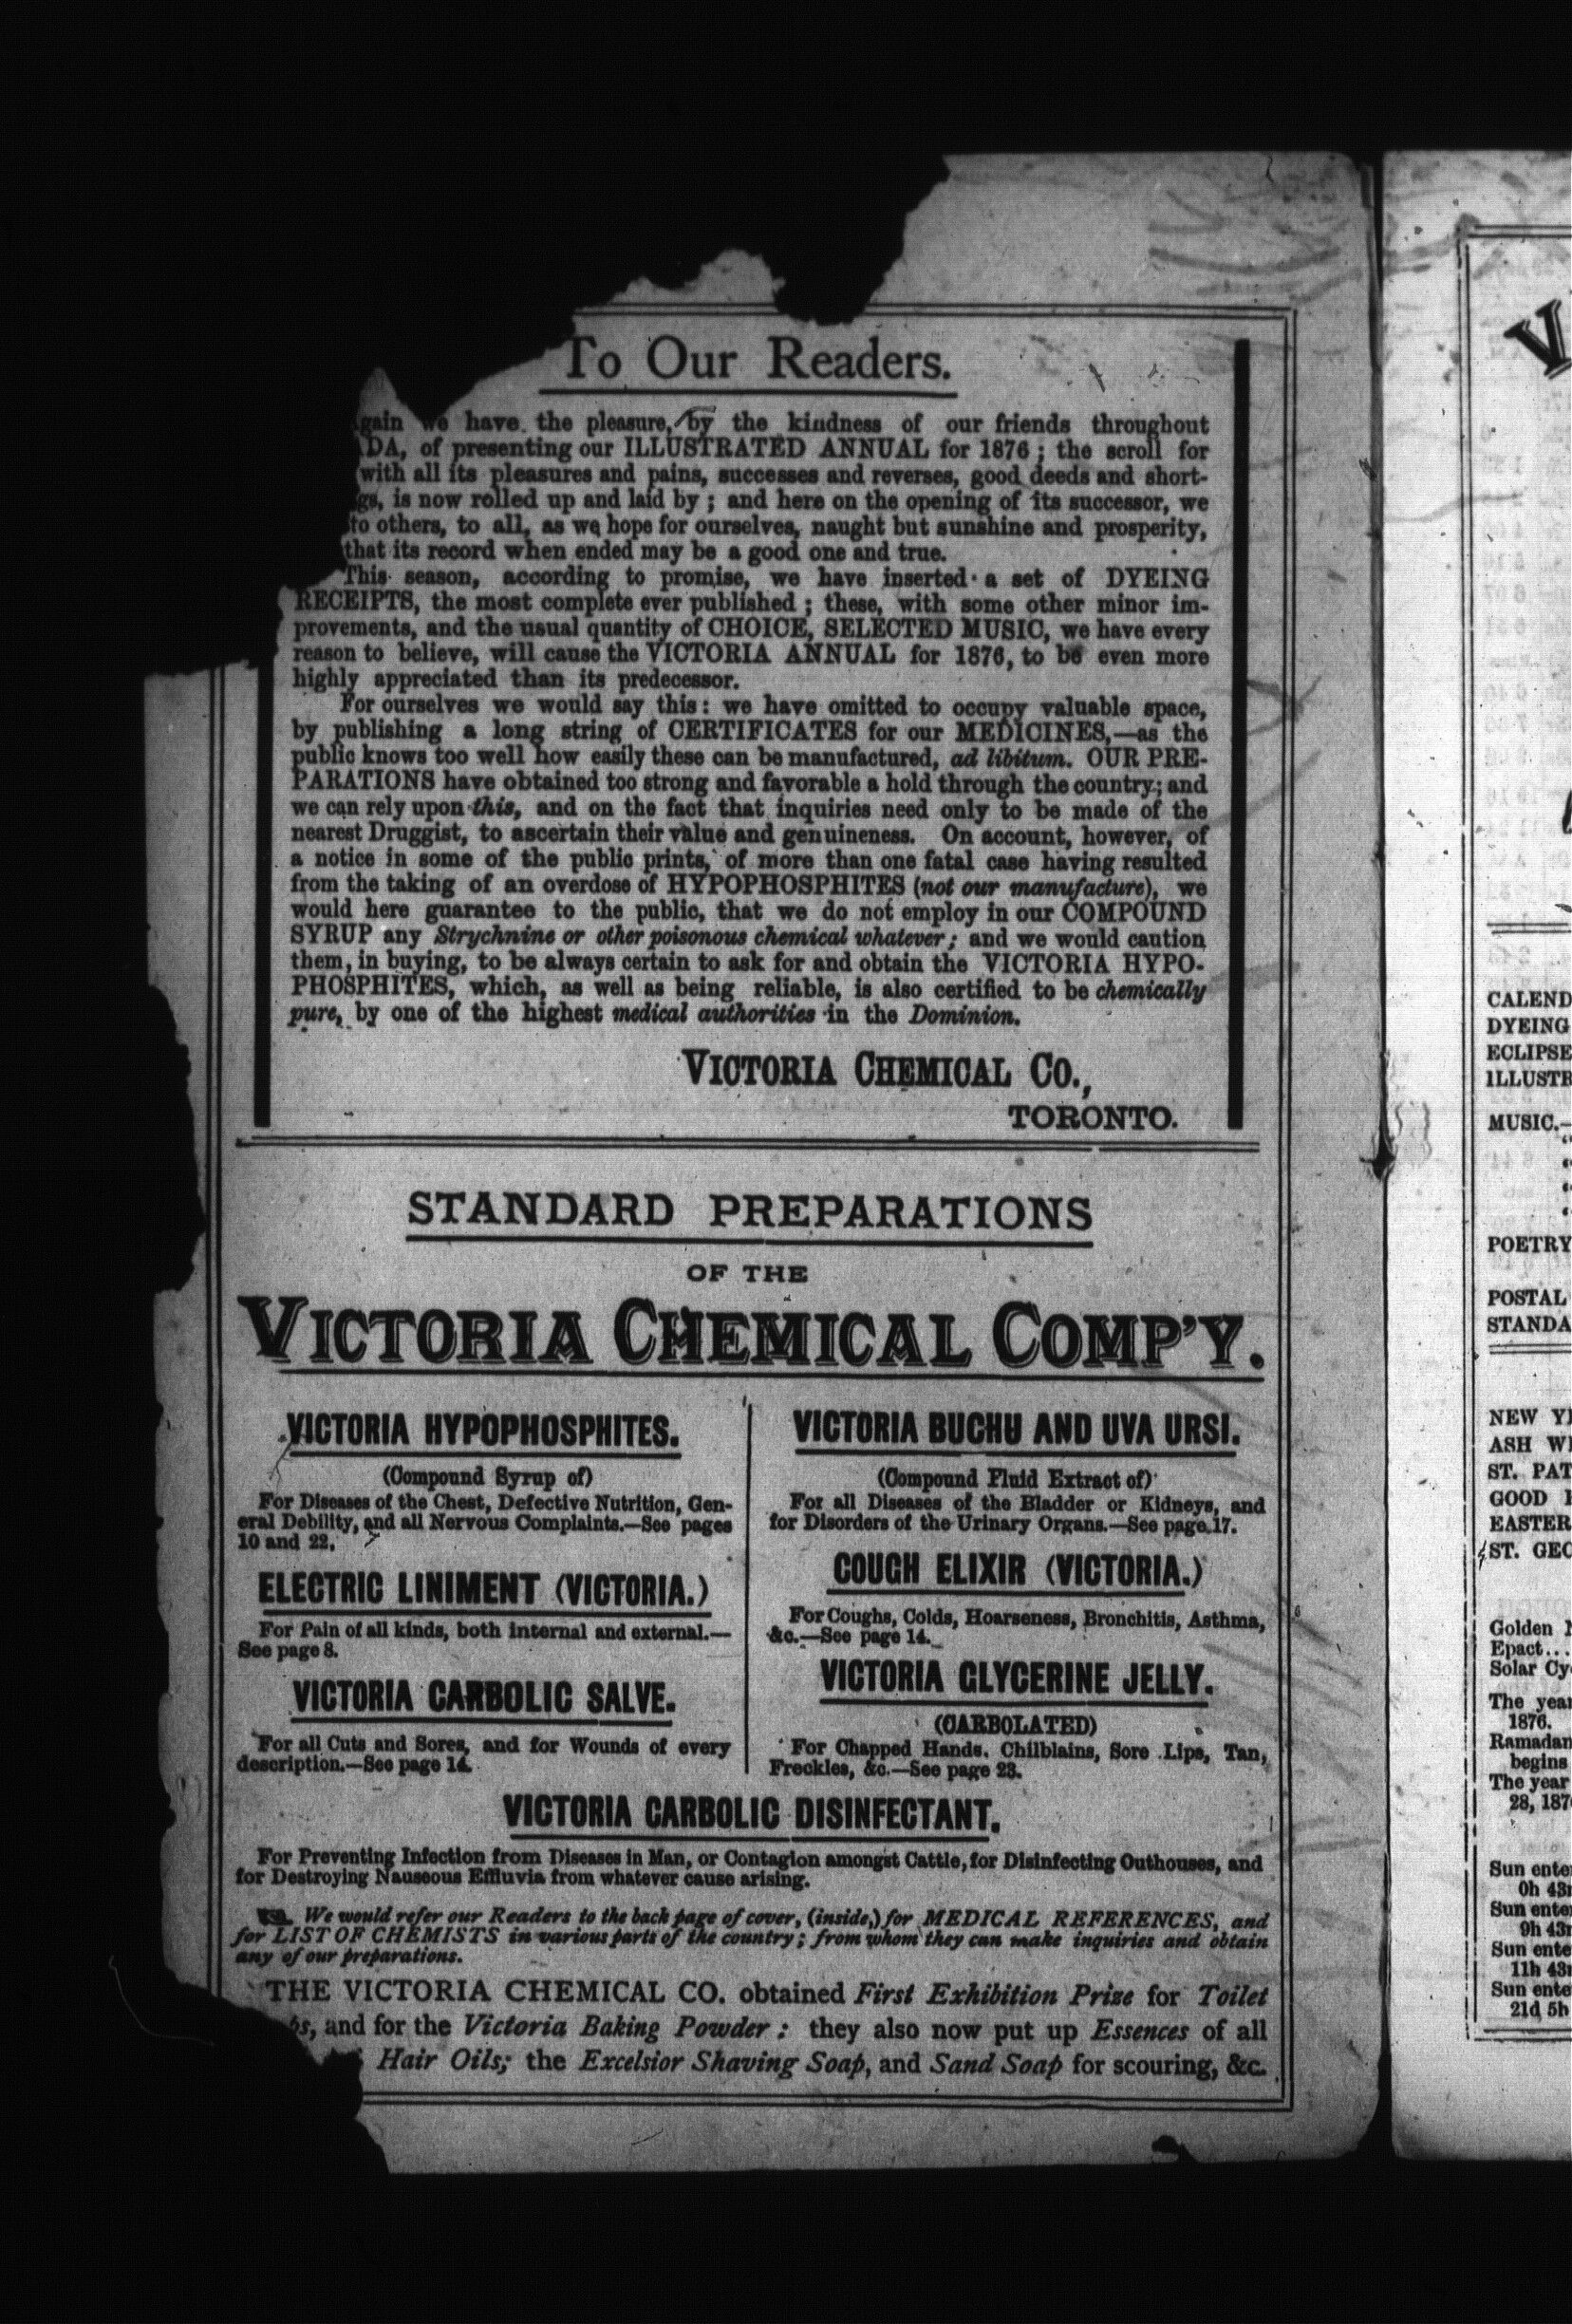 To Our Readers.
gain we have the pleasure, by the kindness of our friends throughout
DA, of presenting our ILLUSTRATED ANNUAL for 1876 ; the scroll for
with all its pleasures and pains, successes and reverses, good deeds and short-
gs, is now rolled up and laid by ; and here on the opening of its successor, we
to others, to all, as we hope for ourselves, naught but sunshine and prosperity,
that its record when ended may be a good one and true.
This season, according to promise, we have inserted a set of DYEING
RECEIPTS, the most complete ever published ; these, with some other minor im-
provements, and the usual quantity of CHOICE, SELECTED MUSIC, we have every
reason to believe, will cause the VICTORIA ANNUAL for 1876, to be even more
highly appreciated than its predecessor.
For ourselves we would say this : we have omitted to occupy valuable space,
by publishing a long string of CERTIFICATES for our MEDICINES,—as the
public knows too well how easily these can be manufactured, ad libitum. OUR PRE-
PARATIONS have obtained too strong and favorable a hold through the country; and
we can rely upon this, and on the fact that inquiries need only to be made of the
nearest Druggist, to ascertain their value and genuineness. On account, however, of
a notice in some of the public prints, of more than one fatal case having resulted
from the taking of an overdose of HYPOPHOSPHITES (not our manufacture), we
would here guarantee to the public, that we do not employ in our COMPOUND
SYRUP any Strychnine or other poisonous chemical whatever ; and we would caution
them, in buying, to be always certain to ask for and obtain the VICTORIA HYPO-
PHOSPHITES, which, as well as being reliable, is also certified to be chemically
pure, by one of the highest medical authorities in the Dominion.
VICTORIA CHEMICAL CO.,
TORONTO.
STANDARD PREPARATIONS
OF THE
VICTORIA CHEMICAL COMP'Y.
VICTORIA HYPOPHOSPHITES.
(Compound Syrup of)
For Diseases of the Chest, Defective Nutrition, Gen-
eral Debility, and all Nervous Complaints.—See pages
10 and 22.
ELECTRIC LINIMENT (VICTORIA.)
For Pain of all kinds, both internal and external.—
See page 8.
VICTORIA CARBOLIC SALVE.
For all Cuts and Sores, and for Wounds of every
description.—See page 14.
VICTORIA BUCHU AND UVA URSI.
(Compound Fluid Extract of)
For all Diseases of the Bladder or Kidneys, and
for Disorders of the Urinary Organs.—See page 17.
COUGH ELIXIR (VICTORIA.)
For Coughs, Colds, Hoarseness, Bronchitis, Asthma,
&c.—See page 14.
VICTORIA GLYCERINE JELLY.
(CARBOLATED)
For Chapped Hands, Chilblains, Sore Lips, Tan,
Freckles, &c.—See page 23.
VICTORIA CARBOLIC DISINFECTANT.
For Preventing Infection from Diseases in Man, or Contagion amongst Cattle, for Disinfecting Outhouses, and
for Destroying Nauseous Effluvia from whatever cause arising.
We would refer our Readers to the back page of cover, (inside,) for MEDICAL REFERENCES, and
for LIST OF CHEMISTS in various parts of the country ; from whom they can make inquiries and obtain
any of our preparations.
THE VICTORIA CHEMICAL CO. obtained First Exhibition Prize for Toilet
ps, and for the Victoria Baking Powder : they also now put up Essences of all
Hair Oils; the Excelsior Shaving Soap, and Sand Soap for scouring, &c.
V
CALEND
DYEING
ECLIPSE
ILLUSTR
MUSIC.—
POETRY
POSTAL
STANDA
NEW Y
ASH W
ST. PAT
GOOD
EASTER
ST. GEO
Golden
Epact...
Solar Cy
The year
1876.
Ramadan
begins
The year
28, 187
Sun ente
0h 43
Sun ente
9h 43
Sun ente
11h 43
Sun ente
21d 5h